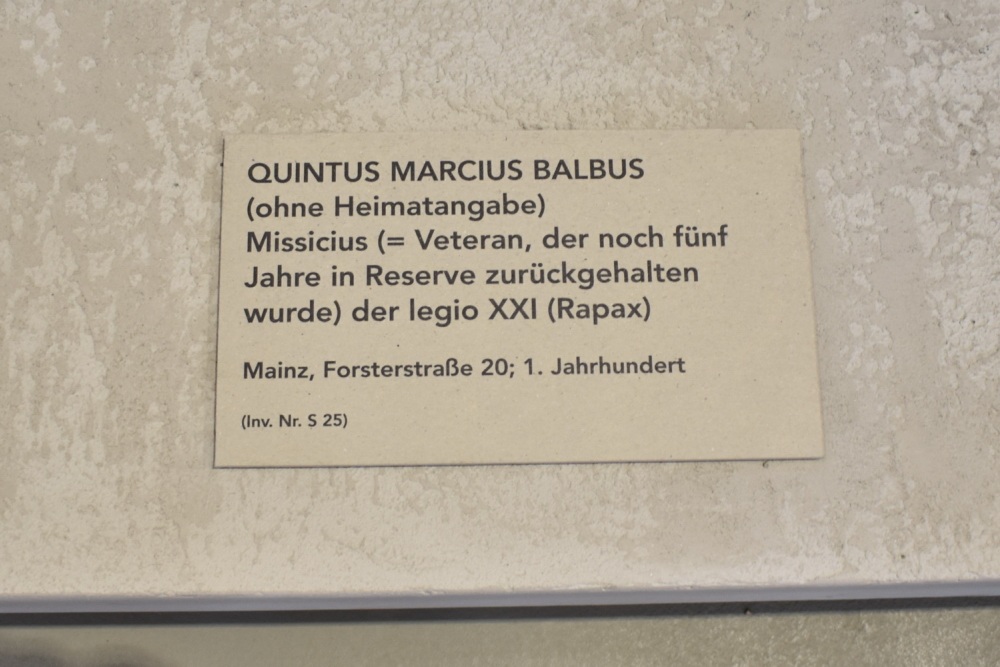 QUINTUS MARCIUS BALBUS
(ohne Heimatangabe)
Missicius (= Veteran, der noch fünf
Jahre in Reserve zurückgehalten
wurde) der legio XXI (Rapax)
Mainz, Forsterstraße 20; 1. Jahrhundert
(Inv. Nr. S 25)